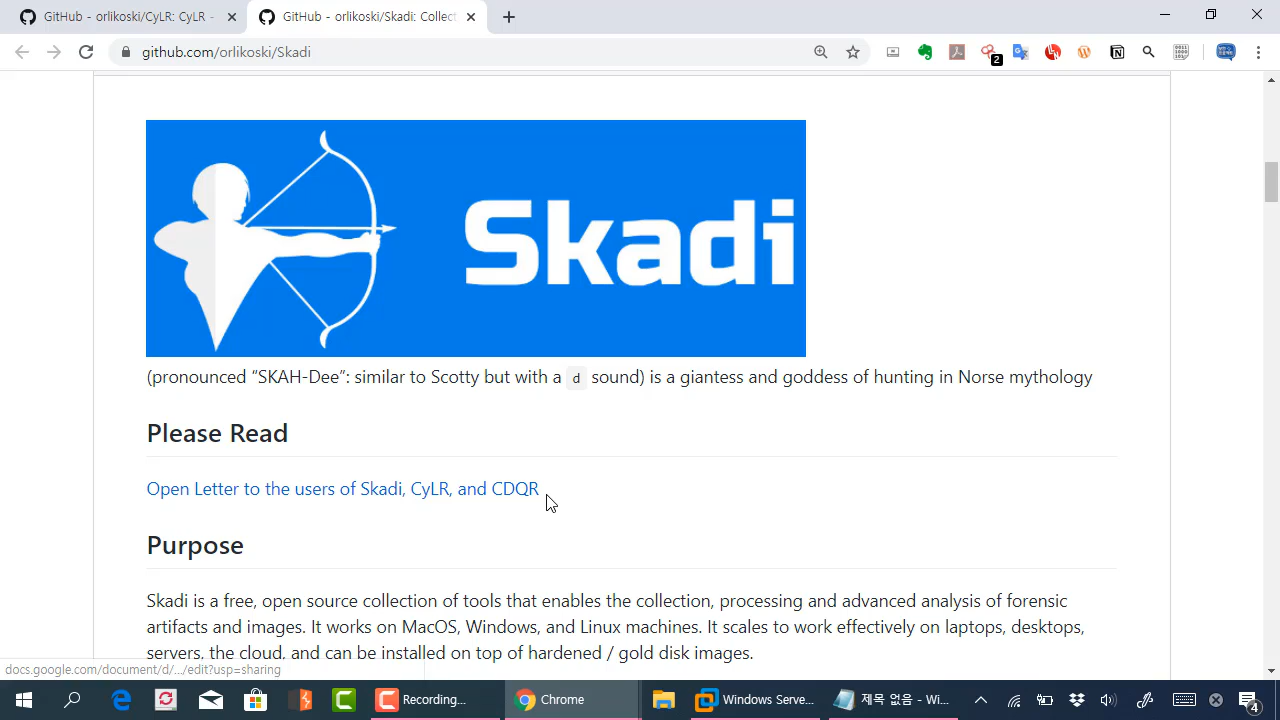 GitHub - orlikoski/CyLR: CyLR -
GitHub - orlikoski/Skadi: Collect
github.com/orlikoski/Skadi
2
Skadi
(pronounced “SKAH-Dee”: similar to Scotty but with a d sound) is a giantess and goddess of hunting in Norse mythology
Please Read
Open Letter to the users of Skadi, CyLR, and CDQR
Purpose
Skadi is a free, open source collection of tools that enables the collection, processing and advanced analysis of forensic
artifacts and images. It works on MacOS, Windows, and Linux machines. It scales to work effectively on laptops, desktops,
servers, the cloud, and can be installed on top of hardened / gold disk images.
docs.google.com/document/d/.../edit?usp=sharing
Recording...
Chrome
Windows Serve...
제목 없음 - Wi...
4